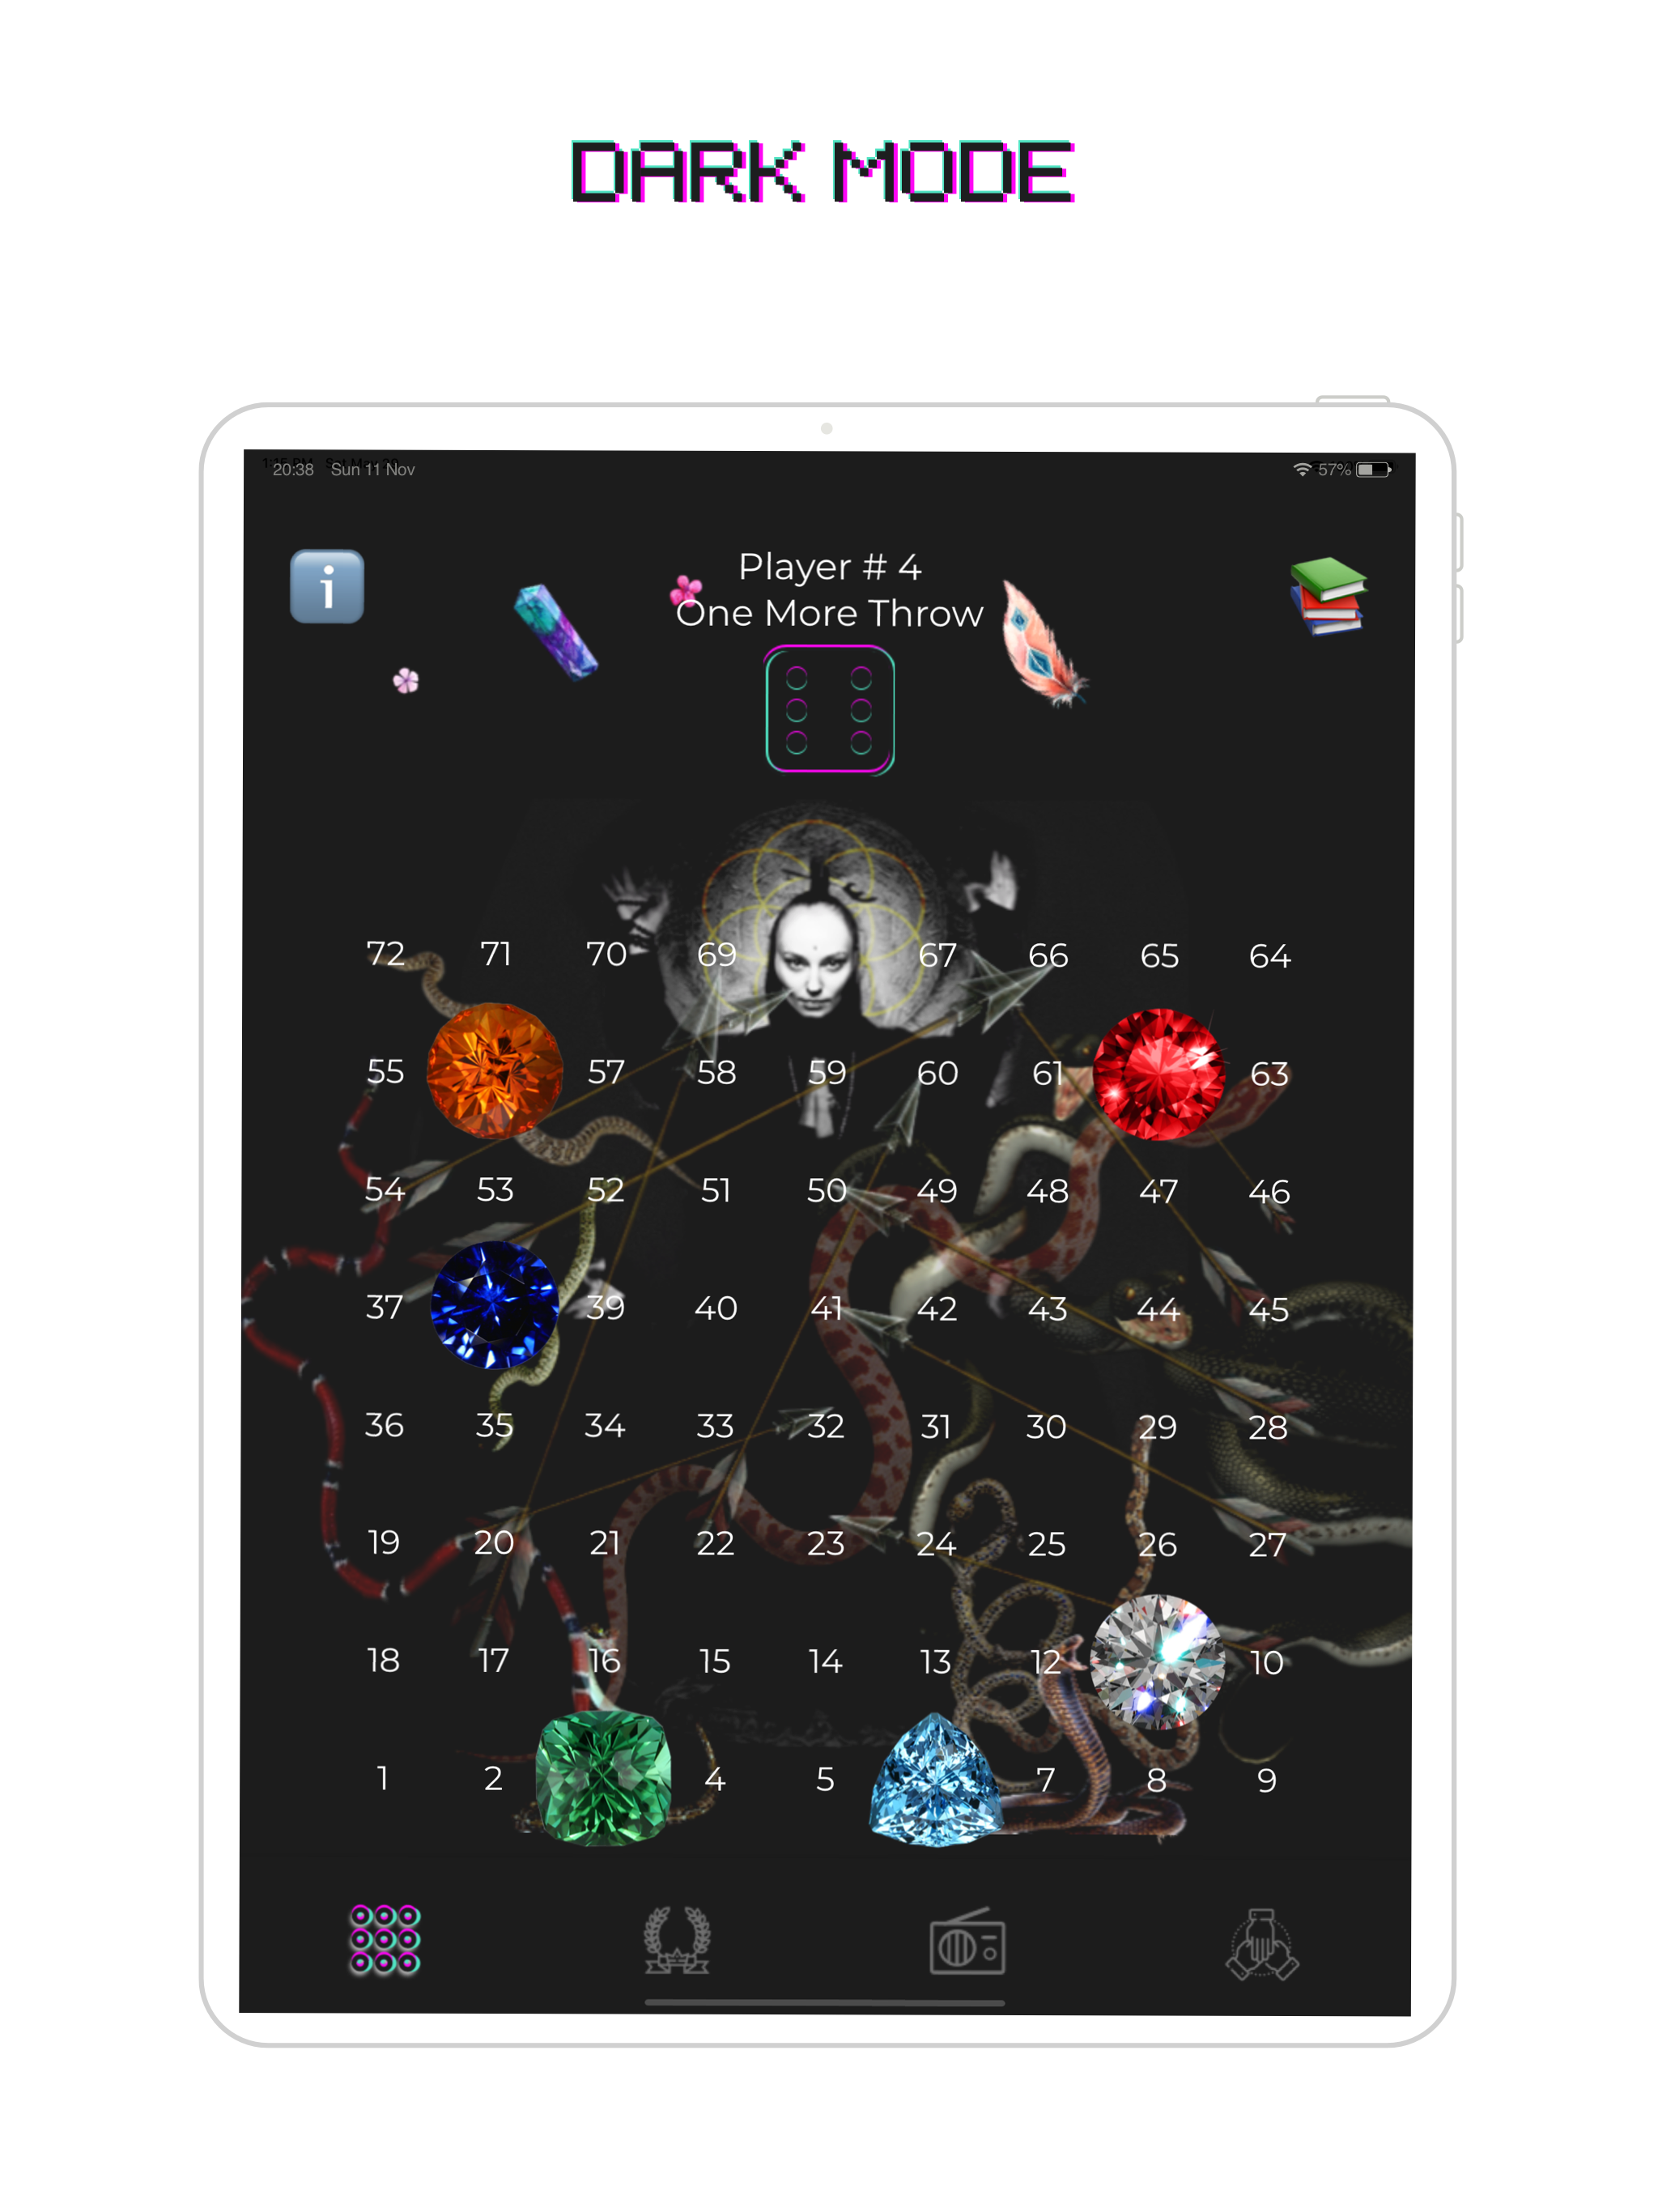 DARK MODE
20:38 Sun 11 Nov 57%
Player # 4
One More Throw
72 71 70 69 67 66 65 64
55 57 58 59 60 61 63
54 53 52 51 50 49 48 47 46
37 39 40 41 42 43 44 45
36 35 34 33 32 31 30 29 28
19 20 21 22 23 24 25 26 27
18 17 16 15 14 13 12 10
1 2 4 5 7 8 9